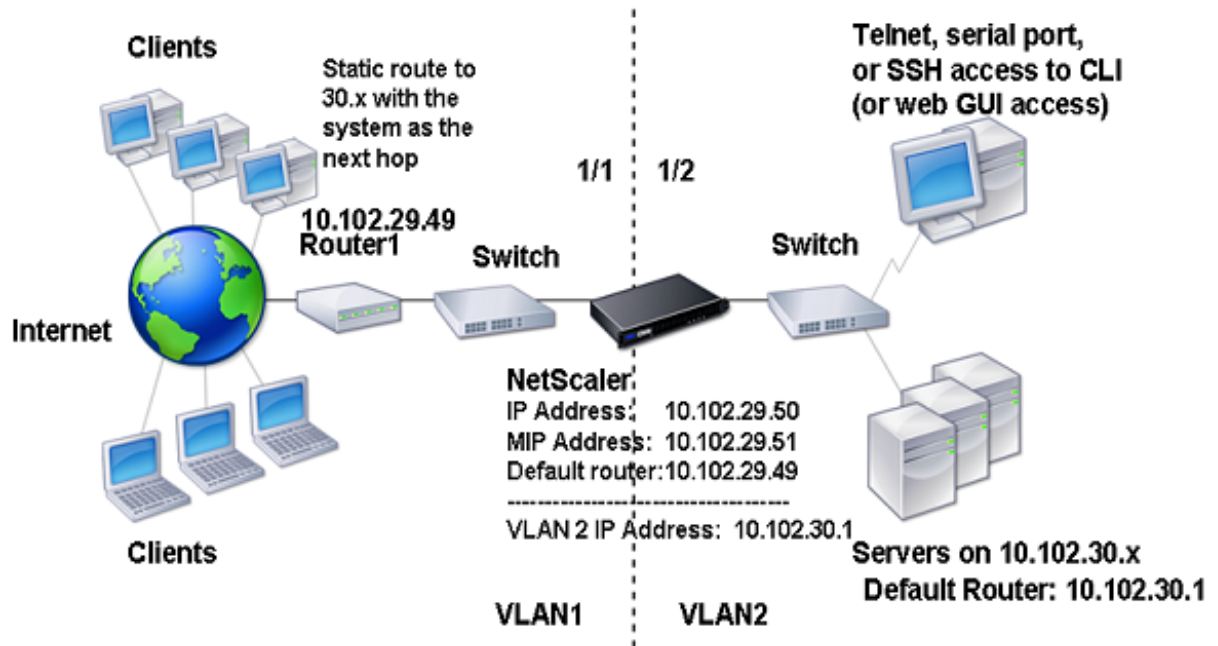 Clients
Static route to
30.x with the
system as the
next hop
Telnet, serial port,
or SSH access to CLI
(or web GUI access)
1/1
1/2
10.102.29.49
Router1
Switch
Switch
Internet
NetScaler
IP Address: 10.102.29.50
MIP Address: 10.102.29.51
Default router:10.102.29.49
----------------------------------------
VLAN 2 IP Address: 10.102.30.1
Clients
Servers on 10.102.30.x
Default Router: 10.102.30.1
VLAN1
VLAN2